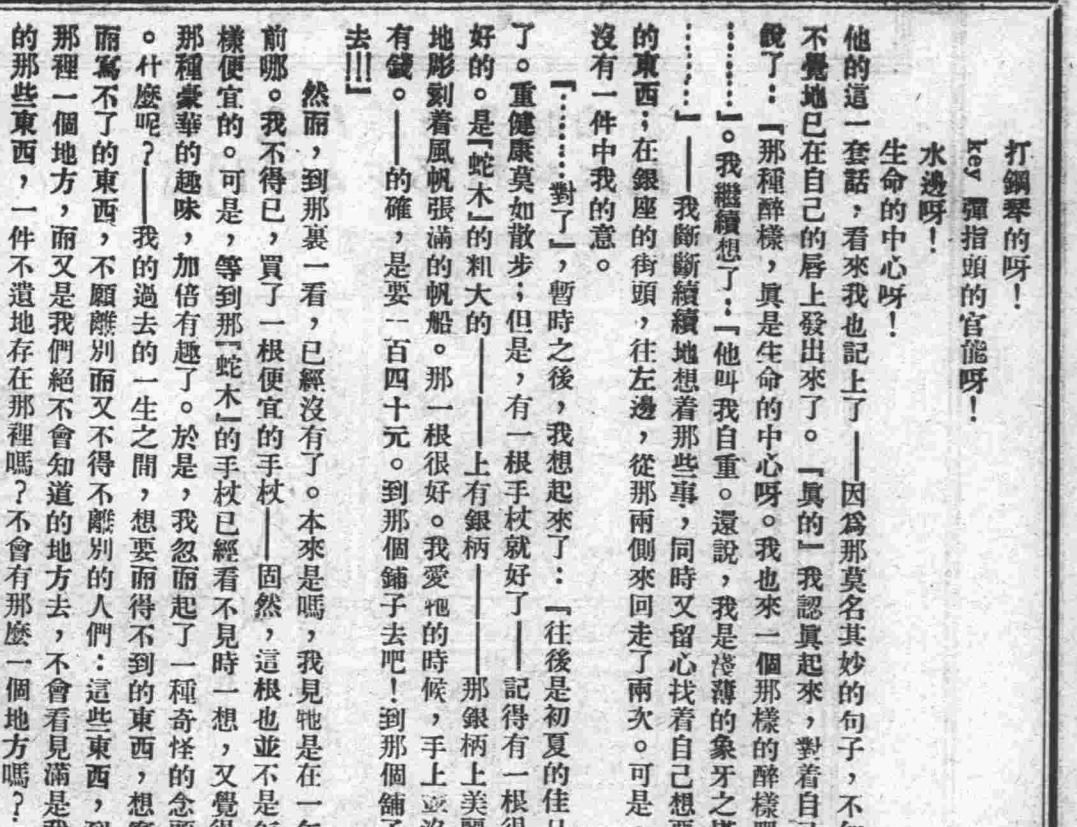 打鋼琴的呀！
key 彈指頭的官能呀！
水邊呀！
生命的中心呀！
他的這一套話，看來我也記上了——因爲那莫名其妙的句子，不
不覺地已在自己的唇上發出來了。『眞的』我認眞起來，對着自
說了：『那種醉樣，眞是生命的中心呀。我也來一個那樣的醉樣
………』。我繼續想了：『他叫我自重。還說，我是淺薄的象牙之
………』——我斷斷續續地想着那些事，同時又留心找着自己想
的東西；在銀座的街頭，往左邊，從那兩側來回走了兩次。可是
沒有一件中我的意。
『………對了』，暫時之後，我想起來了：『往後是初夏的佳
了。重健康莫如散步；但是，有一根手杖就好了——記得有一根
好的。是『蛇木』的粗大的————上有銀柄————那銀柄上美
地彫刻着風帆張滿的帆船。那一根很好。我愛牠的時候，手上並
有錢。——的確，是要一百四十元。到那個鋪子去吧！到那個舖
去！！！』
然而，到那裏一看，已經沒有了。本來是嗎，我見牠是在一
前哪。我不得已，買了一根便宜的手杖——固然，這根也並不是
樣便宜的。可是，等到那『蛇木』的手杖已經看不見時一想，又覺
那種豪華的趣味，加倍有趣了。於是，我忽而起了一種奇怪的念
。什麼呢？——我的過去的一生之間，想要而得不到的東西，想
而寫不了的東西，不願離別而又不得不離別的人們：這些東西，
那裡一個地方，而又是我們絕不會知道的地方去，不會看見滿是
的那些東西，一件不遺地存在那裡嗎？不會有那麼一個地方嗎？